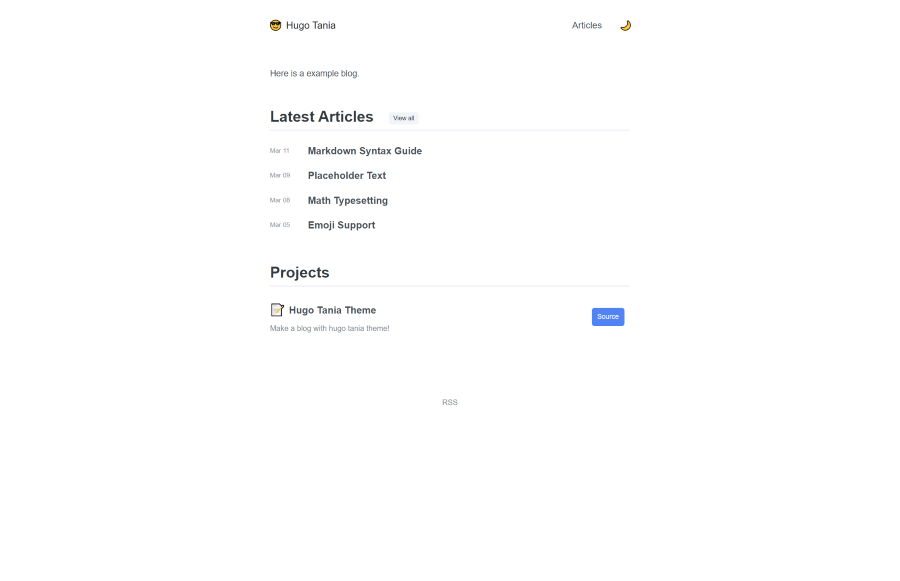 😎 Hugo Tania
Articles 🌙
Here is a example blog.
Latest Articles
View all
Mar 11 Markdown Syntax Guide
Mar 09 Placeholder Text
Mar 08 Math Typesetting
Mar 05 Emoji Support
Projects
📝 Hugo Tania Theme
Make a blog with hugo tania theme!
Source
RSS